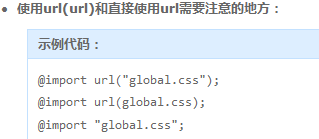 使用url(url)和直接使用url需要注意的地方：
示例代码：
@import url("global.css");
@import url(global.css);
@import "global.css";